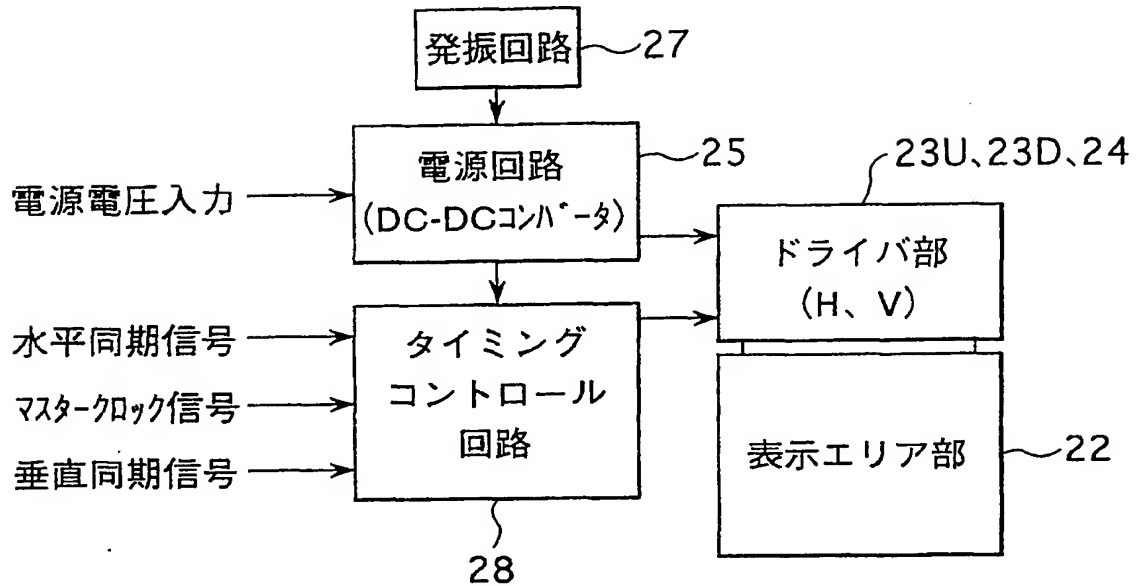 発振回路
27
電源回路
(DC-DCコンバータ)
25
電源電圧入力
23U、23D、24
ドライバ部
(H、V)
水平同期信号
マスタークロック信号
垂直同期信号
タイミング
コントロール
回路
28
表示エリア部
22